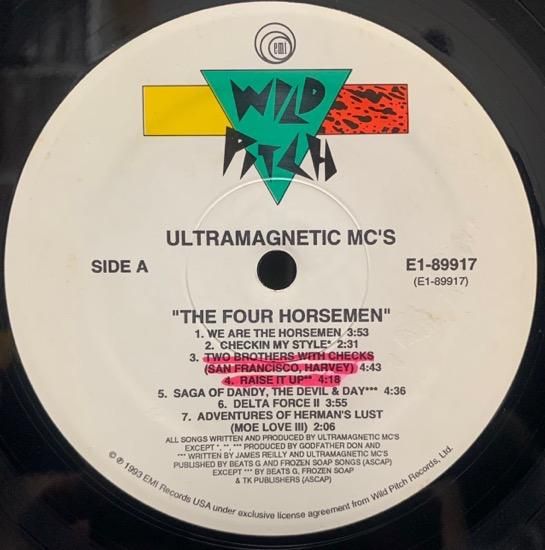 emi
WILD
PITCH
ULTRAMAGNETIC MC'S
SIDE A
E1-89917
(E1-89917)
"THE FOUR HORSEMEN"
1. WE ARE THE HORSEMEN 3:53
2. CHECKIN MY STYLE* 2:31
3. TWO BROTHERS WITH CHECKS
(SAN FRANCISCO, HARVEY) 4:43
4. RAISE IT UP** 4:18
5. SAGA OF DANDY, THE DEVIL & DAY*** 4:36
6. DELTA FORCE II 3:55
7. ADVENTURES OF HERMAN'S LUST
(MOE LOVE III) 2:06
ALL SONGS WRITTEN AND PRODUCED BY ULTRAMAGNETIC MC'S
EXCEPT *, **, *** PRODUCED BY GODFATHER DON AND
*** WRITTEN BY JAMES REILLY AND ULTRAMAGNETIC MC'S
PUBLISHED BY BEATS G AND FROZEN SOAP SONGS (ASCAP)
EXCEPT *** BY BEATS G, FROZEN SOAP
& TK PUBLISHERS (ASCAP)
© ℗ 1993 EMI Records USA under exclusive license agreement from Wild Pitch Records, Ltd.